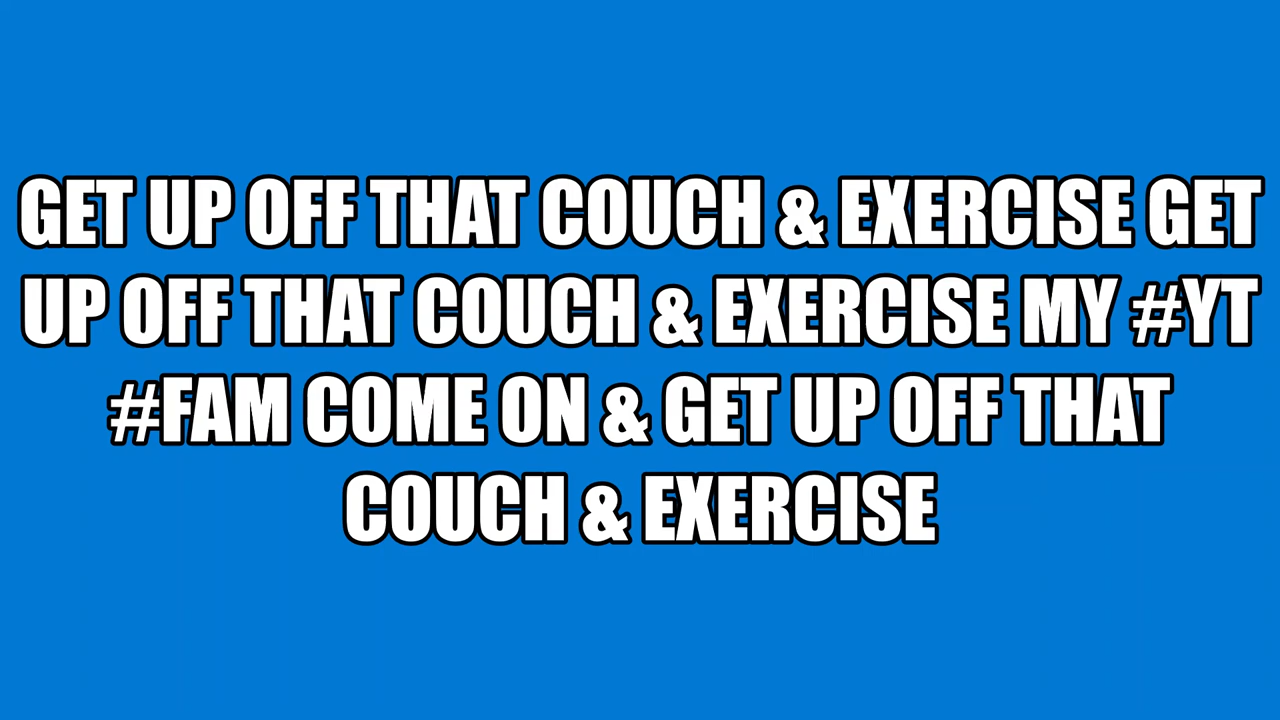 GET UP OFF THAT COUCH & EXERCISE GET
UP OFF THAT COUCH & EXERCISE MY #YT
#FAM COME ON & GET UP OFF THAT
COUCH & EXERCISE